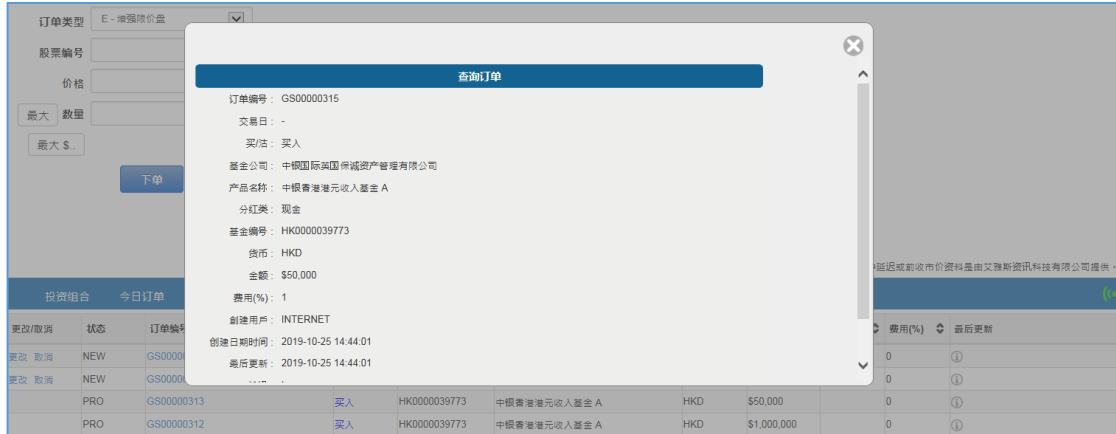 订单类型 E - 增强限价盘
股票编号
价格
最大 数量
最大 $..
下单
查询订单
订单编号 : GS00000315
交易日 : -
买/沽 : 买入
基金公司 : 中银国际英国保诚资产管理有限公司
产品名称 : 中银香港港元收入基金 A
分红类 : 现金
基金编号 : HK0000039773
货币 : HKD
金额 : $50,000
费用(%) : 1
创建用戶 : INTERNET
创建日期时间 : 2019-10-25 14:44:01
最后更新 : 2019-10-25 14:44:01
延迟或前收市价资料是由艾雅斯资讯科技有限公司提供。
投资组合 今日订单
更改/取消 状态 订单编号 费用(%) 最后更新
更改 取消 NEW GS0000 0
更改 取消 NEW GS0000 0
PRO GS00000313 买入 HK0000039773 中银香港港元收入基金 A HKD $50,000 0
PRO GS00000312 买入 HK0000039773 中银香港港元收入基金 A HKD $1,000,000 0